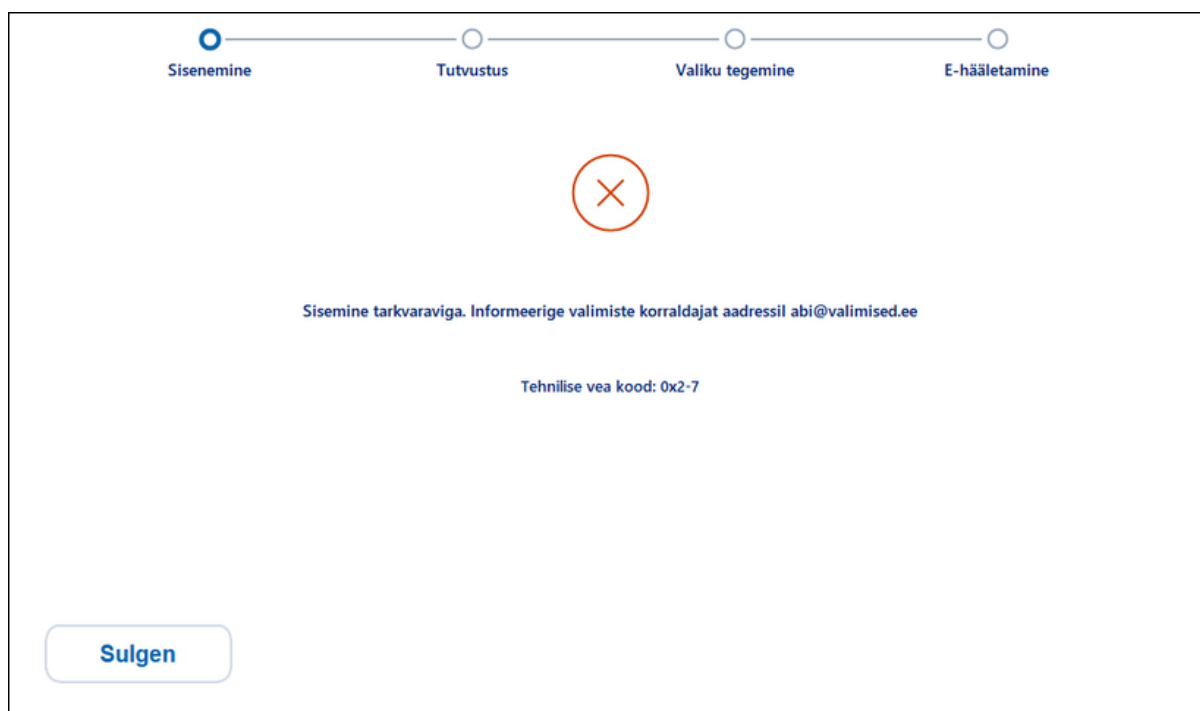 Sisenemine
Tutvustus
Valiku tegemine
E-hääletamine
Sisemine tarkvaraviga. Informeerige valimiste korraldajat aadressil abi@valimised.ee
Tehnilise vea kood: 0x2-7
Sulgen